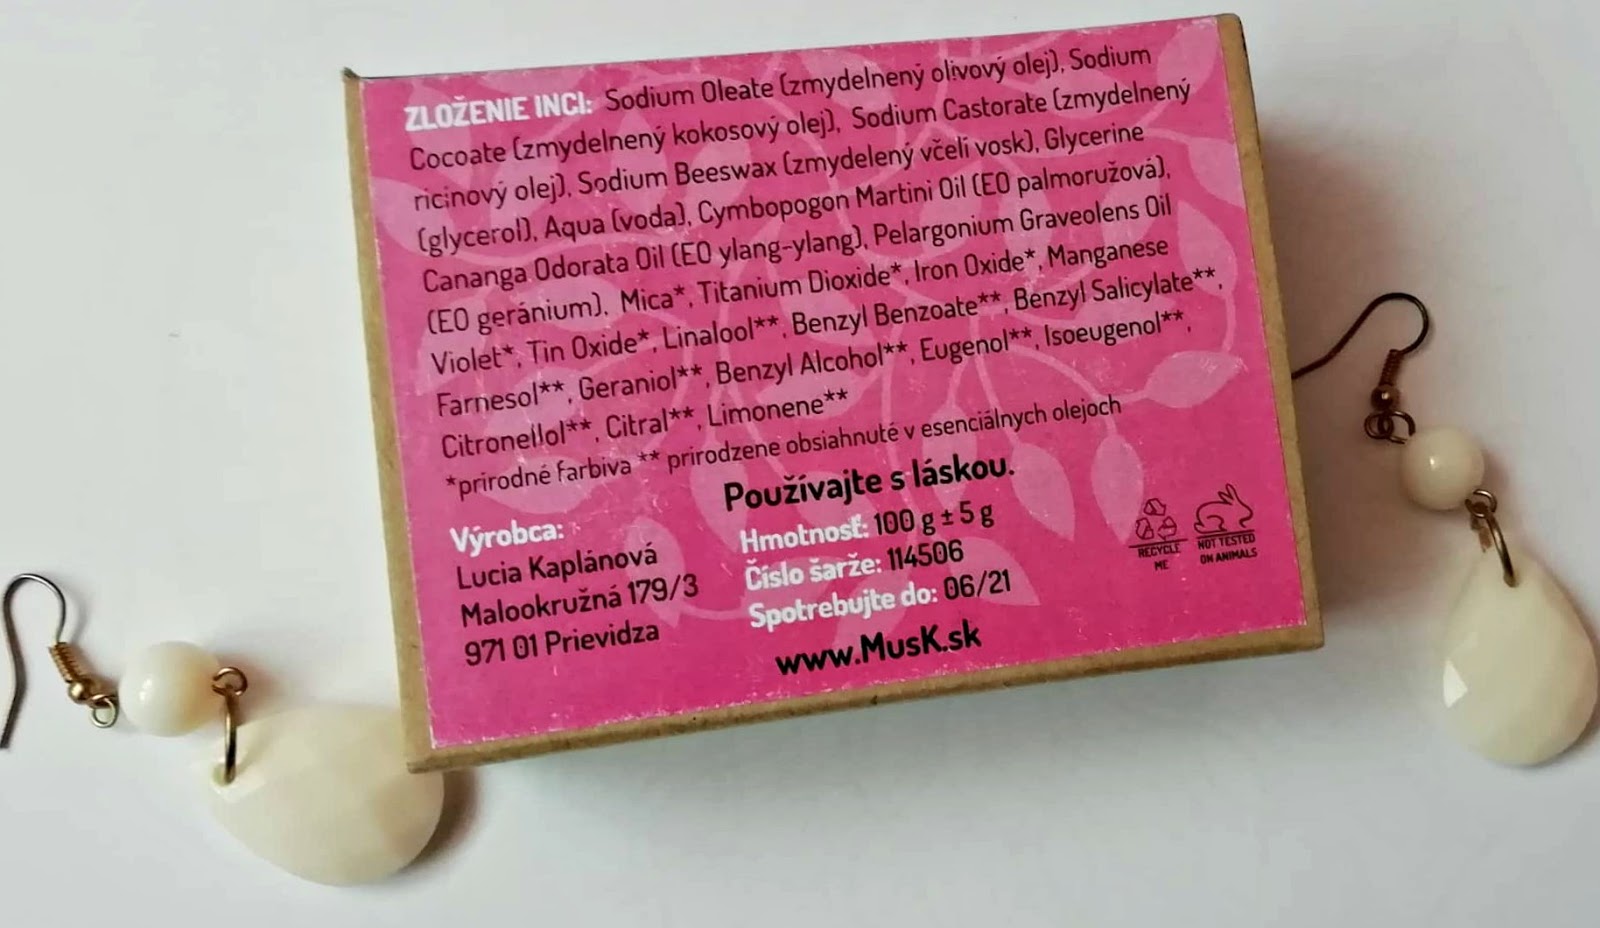 ZLOŽENIE INCI: Sodium Oleate (zmydelnený olivový olej), Sodium
Cocoate (zmydelnený kokosový olej), Sodium Castorate (zmydelnený
ricínový olej), Sodium Beeswax (zmydelený včelí vosk), Glycerine
(glycerol), Aqua (voda), Cymbopogon Martini Oil (EO palmoružová),
Cananga Odorata Oil (EO ylang-ylang), Pelargonium Graveolens Oil
(EO geránium), Mica*, Titanium Dioxide*, Iron Oxide*, Manganese
Violet*, Tin Oxide*, Linalool**, Benzyl Benzoate**, Benzyl Salicylate**,
Farnesol**, Geraniol**, Benzyl Alcohol**, Eugenol**, Isoeugenol**,
Citronellol**, Citral**, Limonene**
*prírodné farbivá ** prirodzene obsiahnuté v esenciálnych olejoch
Používajte s láskou.
Výrobca:
Lucia Kaplánová
Malookružná 179/3
971 01 Prievidza
Hmotnosť: 100 g ± 5 g
Číslo šarže: 114506
Spotrebujte do: 06/21
www.MusK.sk
RECYCLE
ME
NOT TESTED
ON ANIMALS